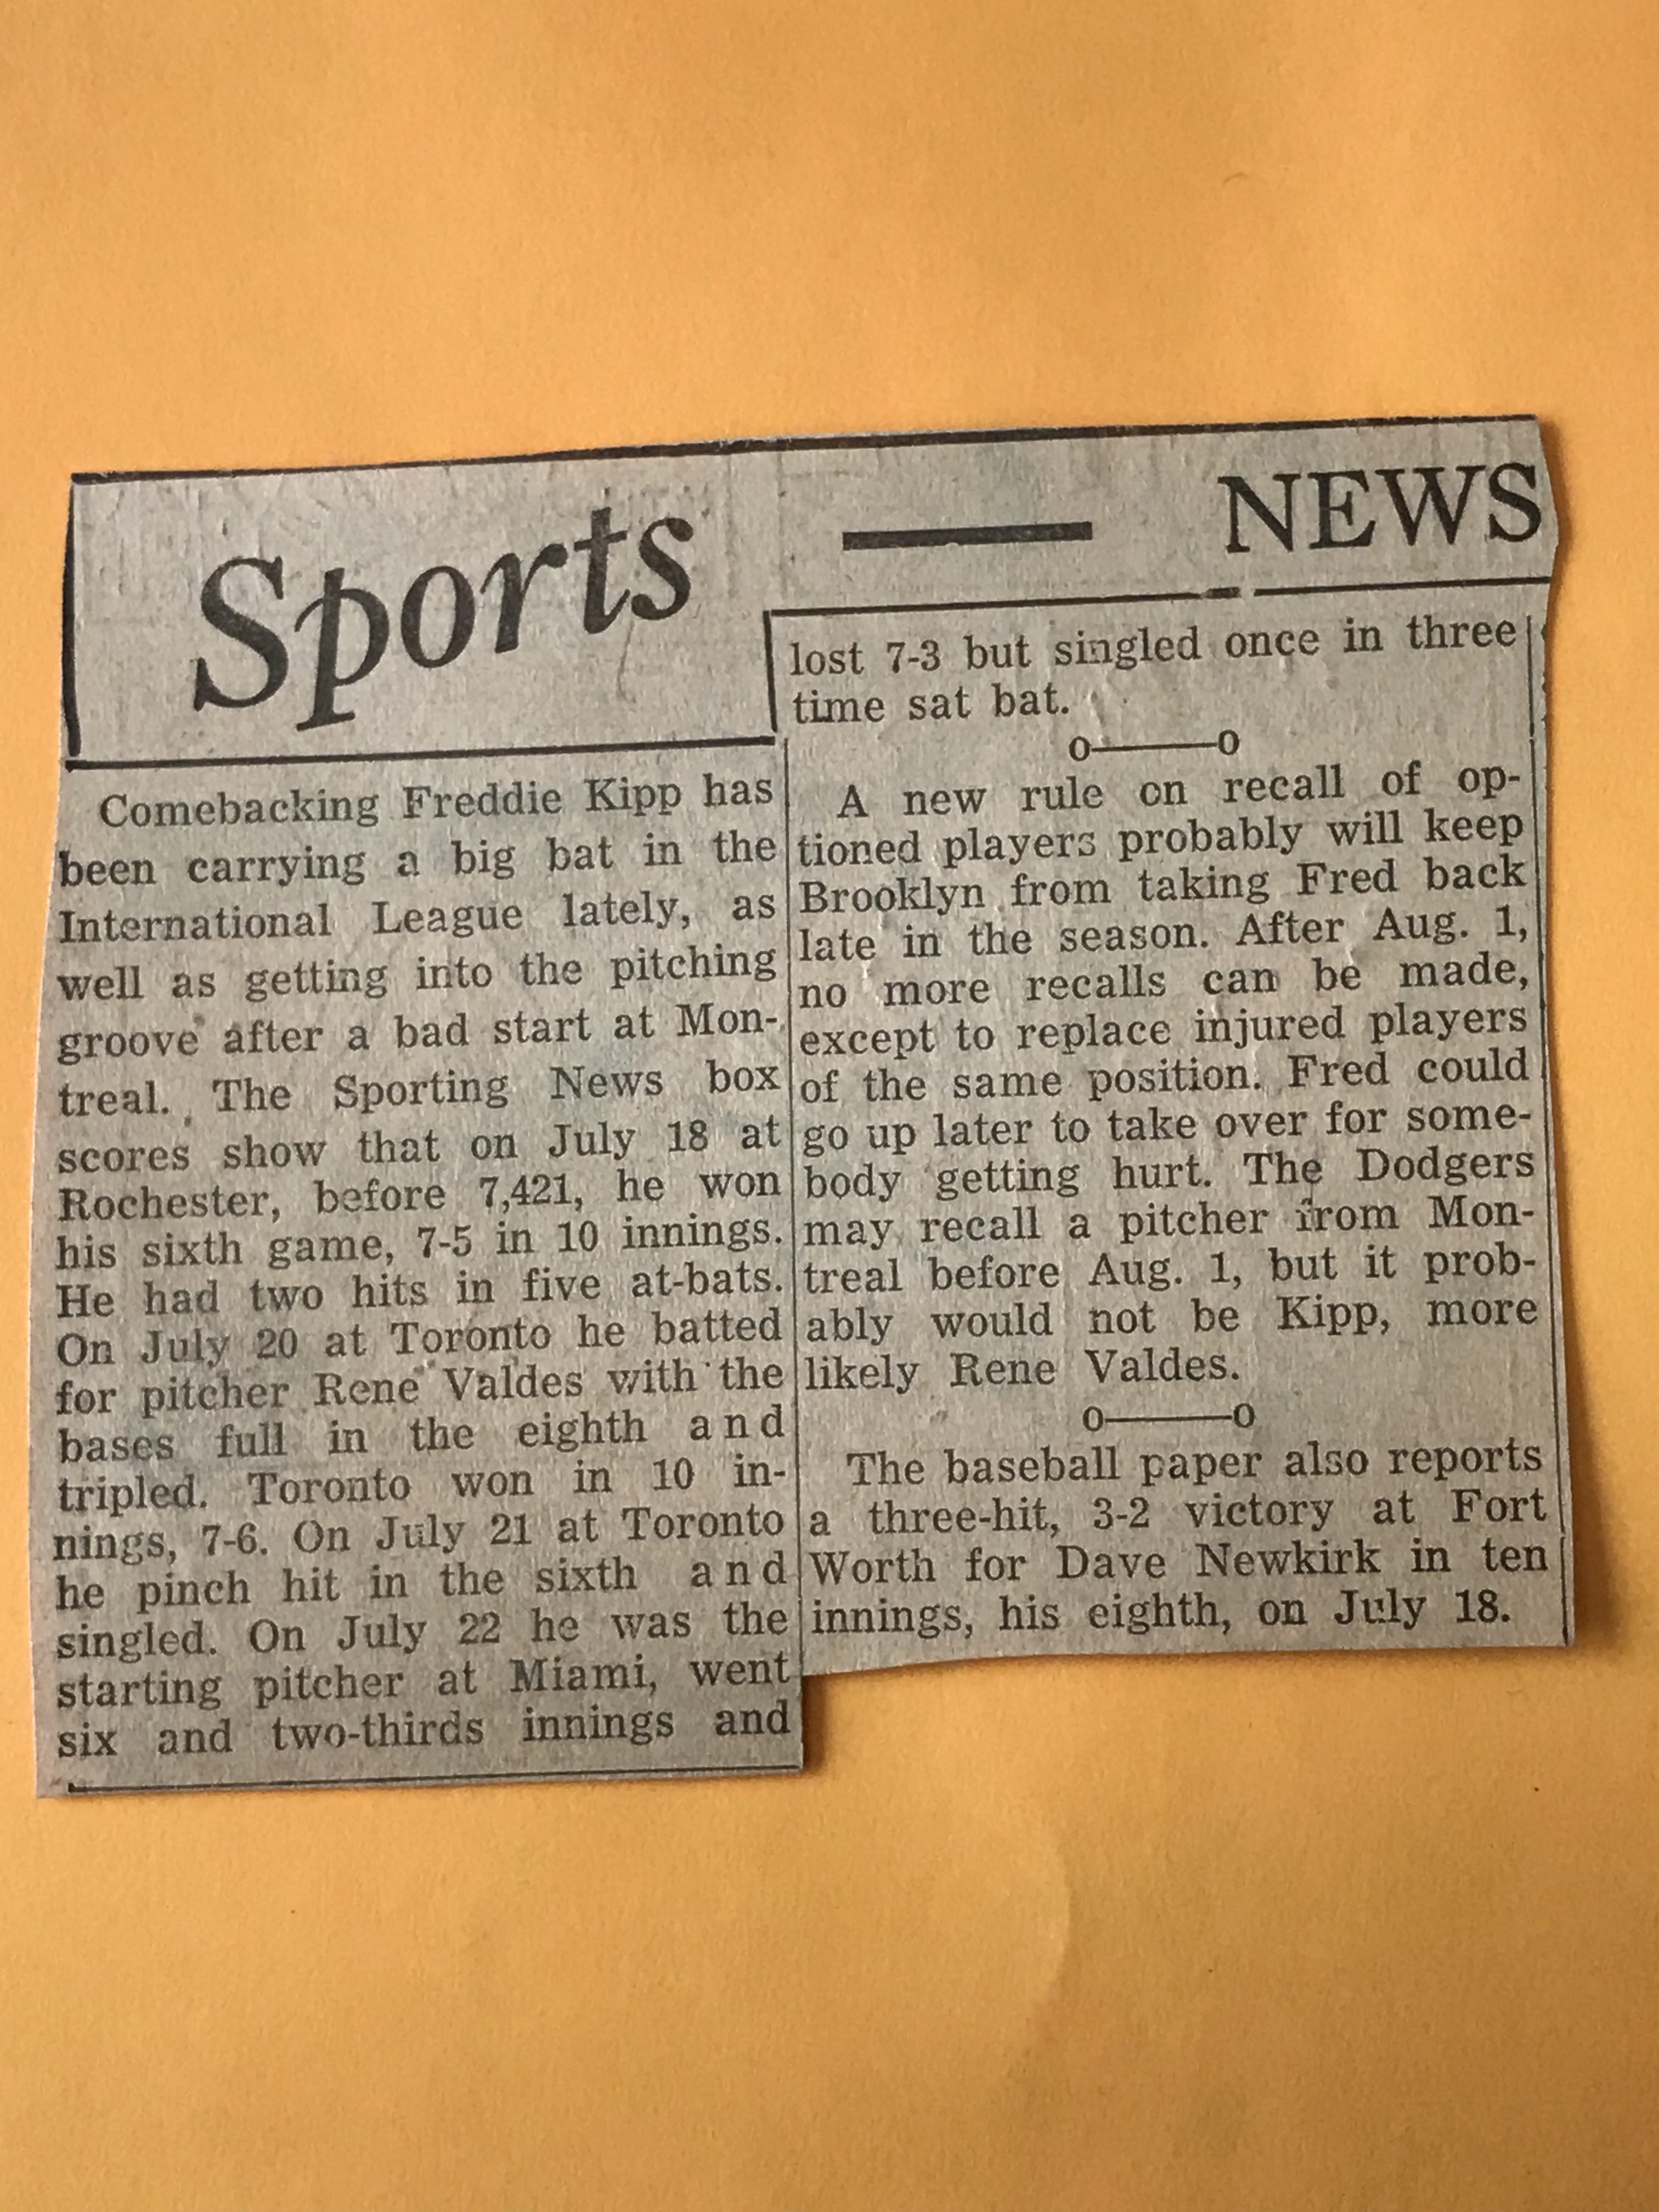 Sports — NEWS
Comebacking Freddie Kipp has
been carrying a big bat in the
International League lately, as
well as getting into the pitching
groove after a bad start at Mon-
treal. The Sporting News box
scores show that on July 18 at
Rochester, before 7,421, he won
his sixth game, 7-5 in 10 innings.
He had two hits in five at-bats.
On July 20 at Toronto he batted
for pitcher Rene Valdes with the
bases full in the eighth and
tripled. Toronto won in 10 in-
nings, 7-6. On July 21 at Toronto
he pinch hit in the sixth and
singled. On July 22 he was the
starting pitcher at Miami, went
six and two-thirds innings and
lost 7-3 but singled once in three
time sat bat.
o——o
A new rule on recall of op-
tioned players probably will keep
Brooklyn from taking Fred back
late in the season. After Aug. 1,
no more recalls can be made,
except to replace injured players
of the same position. Fred could
go up later to take over for some-
body getting hurt. The Dodgers
may recall a pitcher from Mon-
treal before Aug. 1, but it prob-
ably would not be Kipp, more
likely Rene Valdes.
o——o
The baseball paper also reports
a three-hit, 3-2 victory at Fort
Worth for Dave Newkirk in ten
innings, his eighth, on July 18.